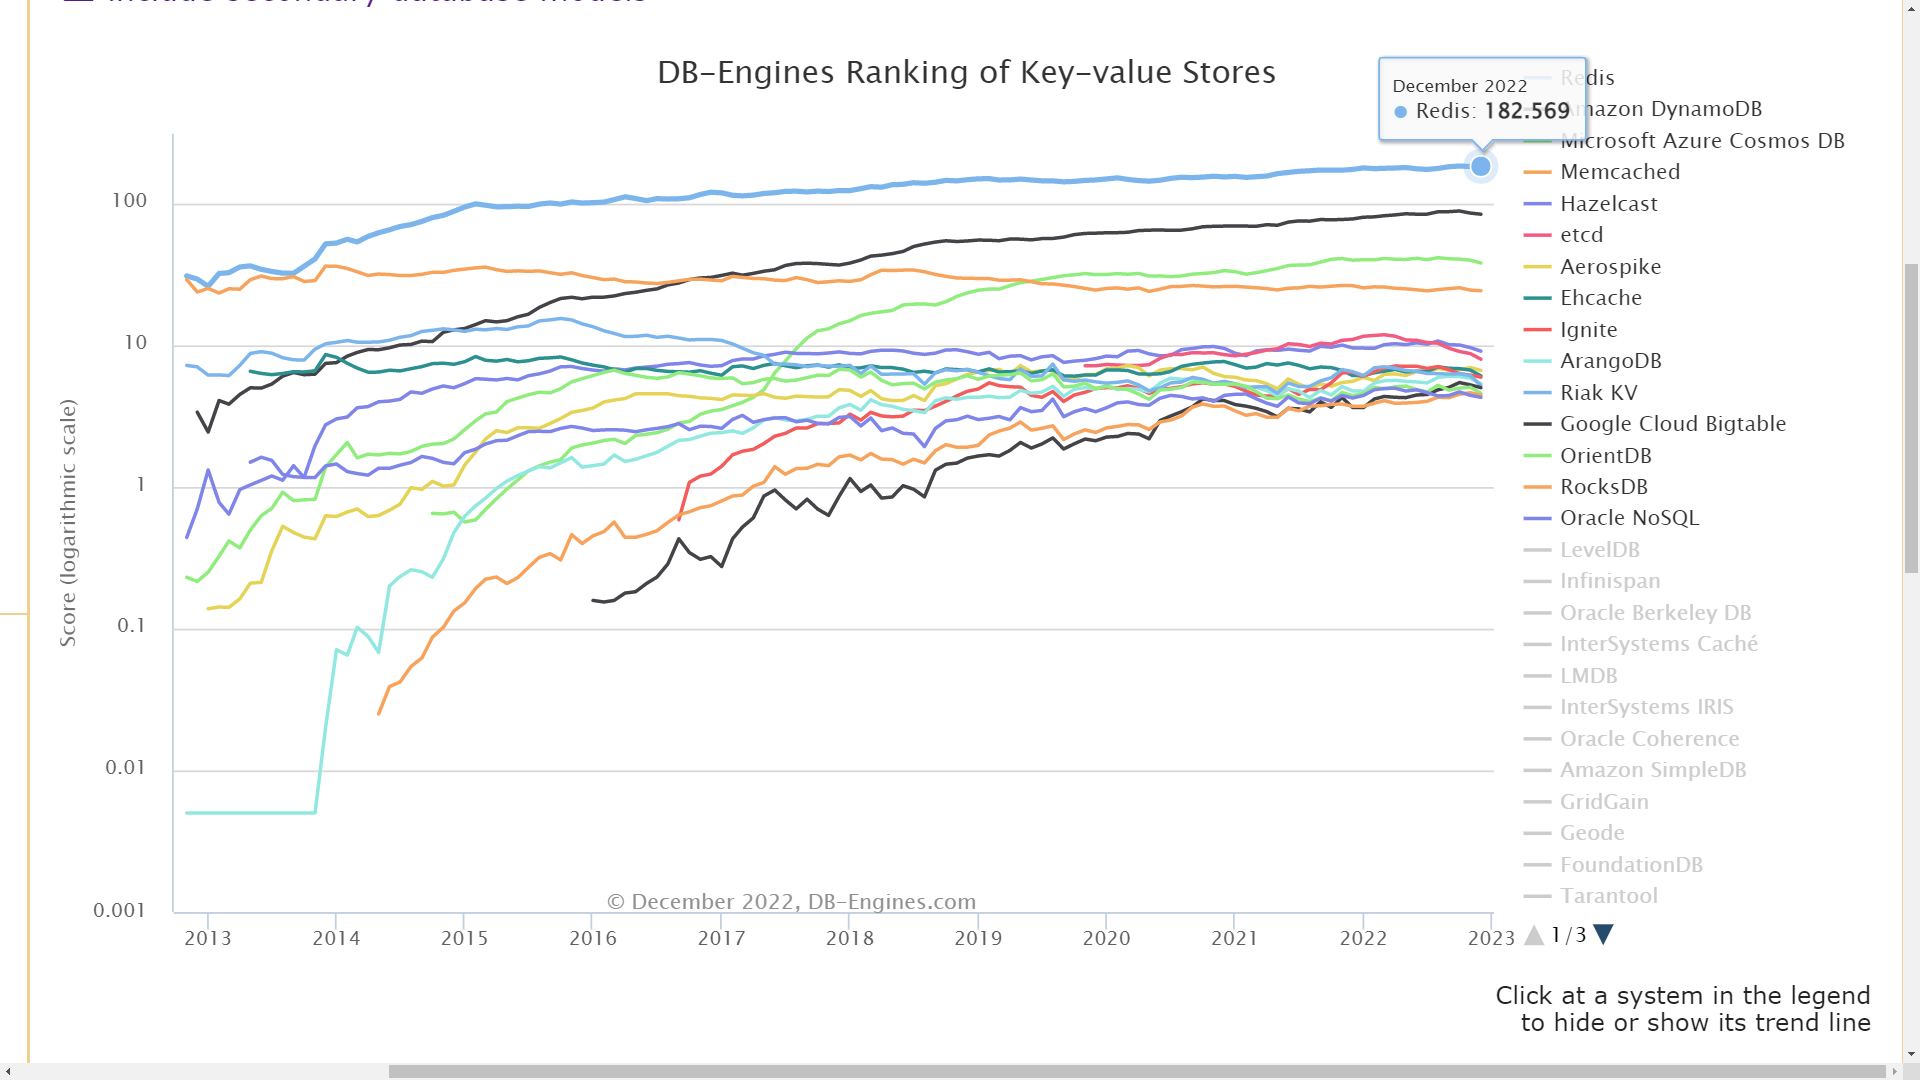 include secondary database models
DB-Engines Ranking of Key-value Stores
December 2022
Redis: 182.569
Redis
Amazon DynamoDB
Microsoft Azure Cosmos DB
Memcached
Hazelcast
etcd
Aerospike
Ehcache
Ignite
ArangoDB
Riak KV
Google Cloud Bigtable
OrientDB
RocksDB
Oracle NoSQL
LevelDB
Infinispan
Oracle Berkeley DB
InterSystems Caché
LMDB
InterSystems IRIS
Oracle Coherence
Amazon SimpleDB
GridGain
Geode
FoundationDB
Tarantool
1/3
Score (logarithmic scale)
100
10
1
0.1
0.01
0.001
© December 2022, DB-Engines.com
2013 2014 2015 2016 2017 2018 2019 2020 2021 2022 2023
Click at a system in the legend
to hide or show its trend line